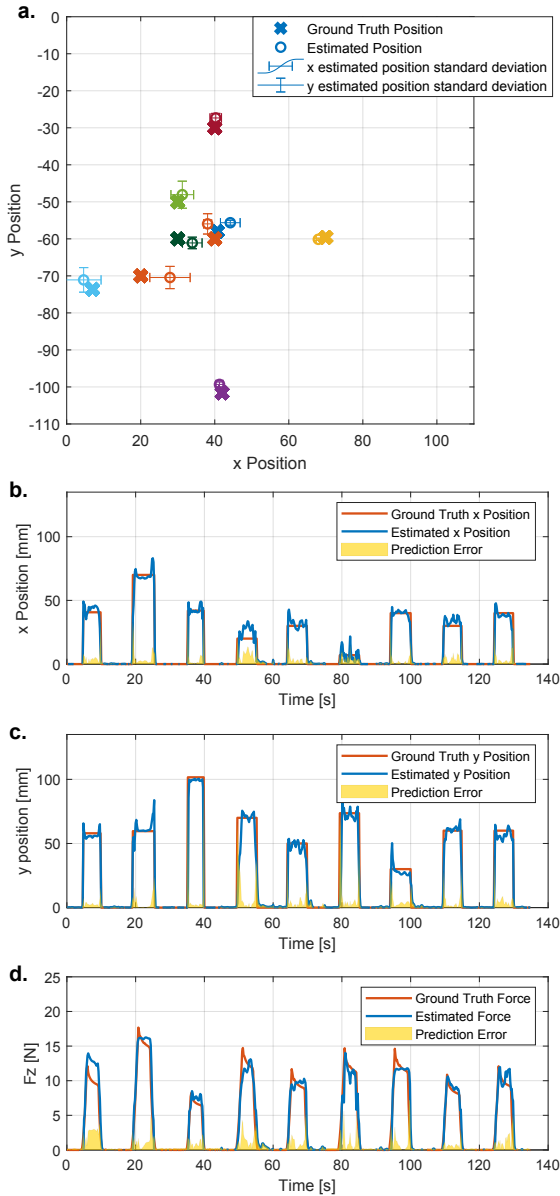 a.
0
-10
-20
-30
-40
-50
-60
-70
-80
-90
-100
-110
y Position
0 20 40 60 80 100
x Position
Ground Truth Position
Estimated Position
x estimated position standard deviation
y estimated position standard deviation
b.
100
50
0
x Position [mm]
0 20 40 60 80 100 120 140
Time [s]
Ground Truth x Position
Estimated x Position
Prediction Error
c.
100
50
0
y position [mm]
0 20 40 60 80 100 120 140
Time [s]
Ground Truth y Position
Estimated y Position
Prediction Error
d.
25
20
15
10
5
0
Fz [N]
0 20 40 60 80 100 120 140
Time [s]
Ground Truth Force
Estimated Force
Prediction Error